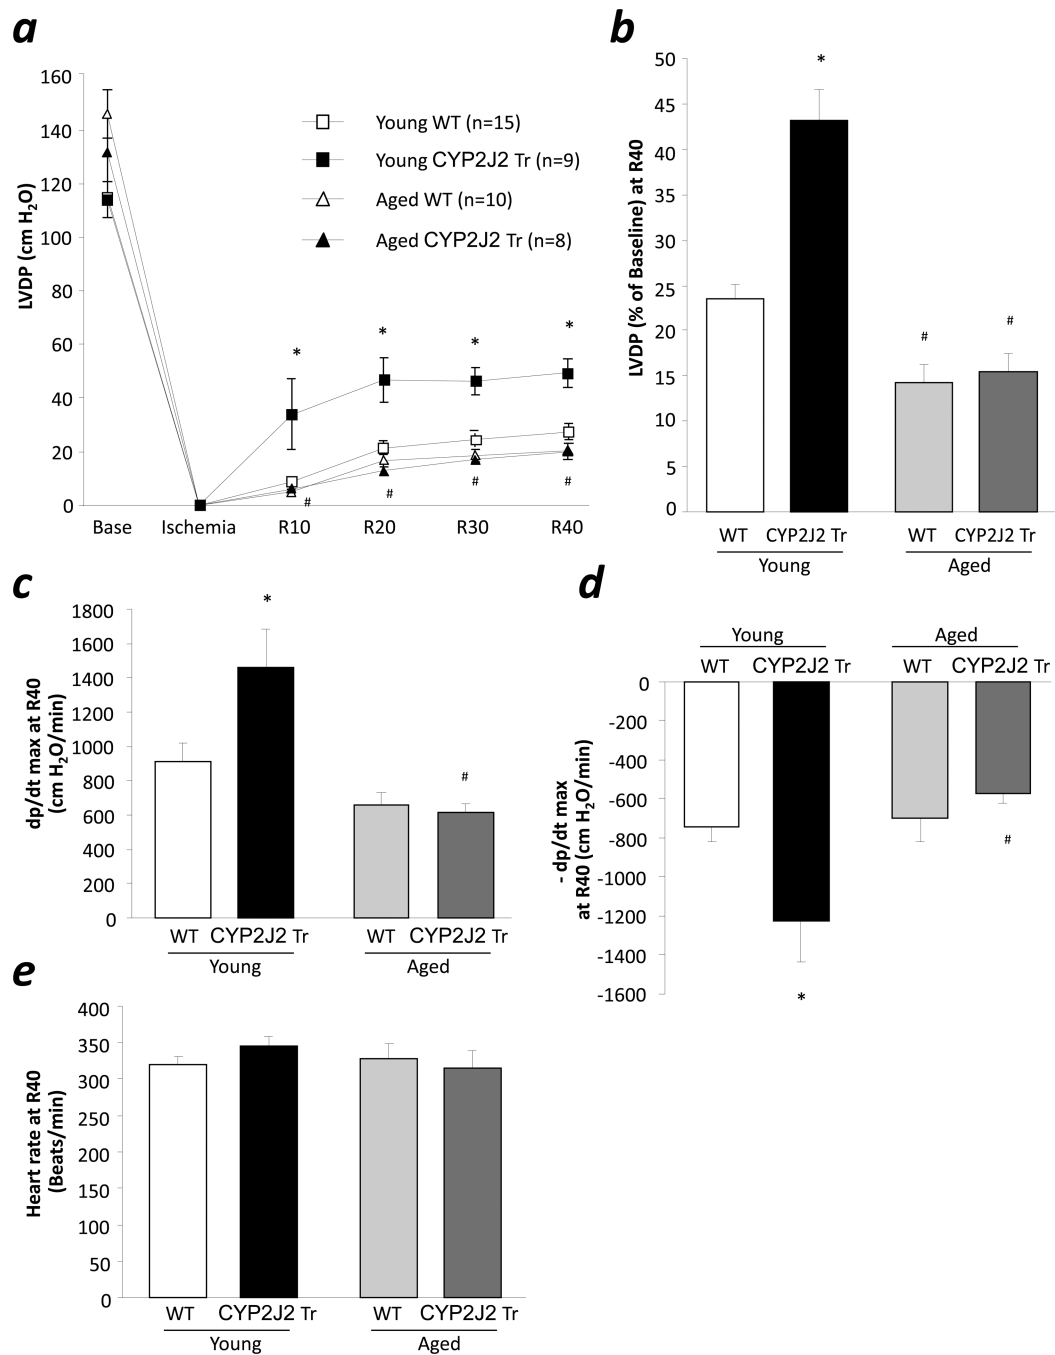 a
160
140
120
100
80
60
40
20
0
LVDP (cm H2O)
Young WT (n=15)
Young CYP2J2 Tr (n=9)
Aged WT (n=10)
Aged CYP2J2 Tr (n=8)
* * * *
# # # #
Base Ischemia R10 R20 R30 R40
b
50
45
40
35
30
25
20
15
10
5
0
LVDP (% of Baseline) at R40
*
# #
WT CYP2J2 Tr WT CYP2J2 Tr
Young Aged
c
1800
1600
1400
1200
1000
800
600
400
200
0
dp/dt max at R40
(cm H2O/min)
*
#
WT CYP2J2 Tr WT CYP2J2 Tr
Young Aged
d
Young Aged
WT CYP2J2 Tr WT CYP2J2 Tr
0
-200
-400
-600
-800
-1000
-1200
-1400
-1600
- dp/dt max
at R40 (cm H2O/min)
#
*
e
400
350
300
250
200
150
100
50
0
Heart rate at R40
(Beats/min)
WT CYP2J2 Tr WT CYP2J2 Tr
Young Aged